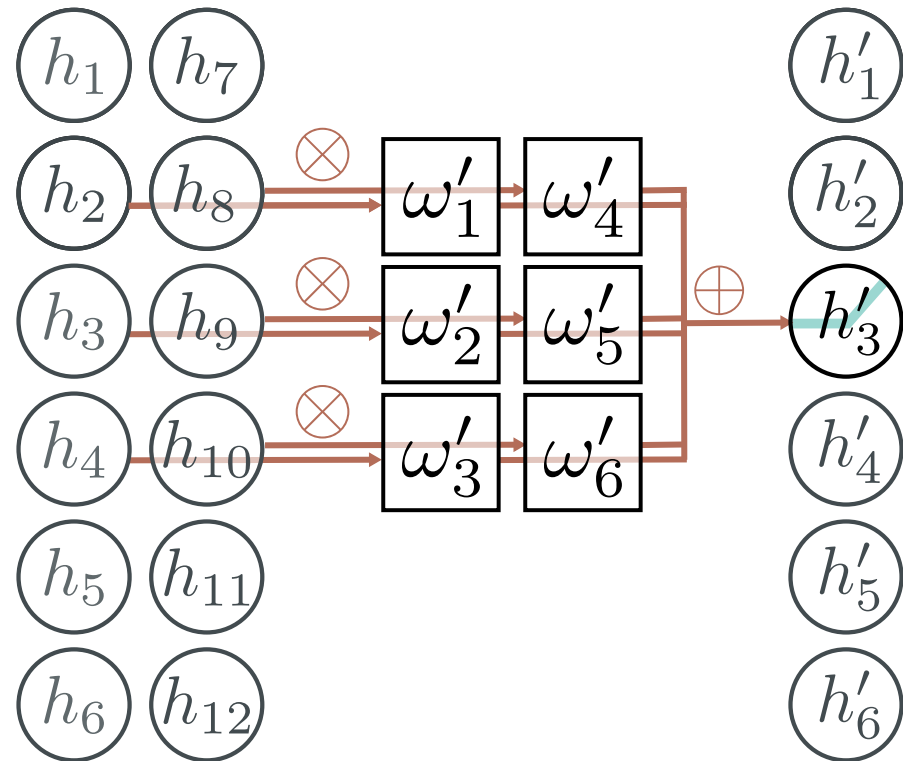 h₁ h₇ h′₁
h₂ h₈ ω′₁ ω′₄ h′₂
h₃ h₉ ω′₂ ω′₅ h′₃
h₄ h₁₀ ω′₃ ω′₆ h′₄
h₅ h₁₁ h′₅
h₆ h₁₂ h′₆